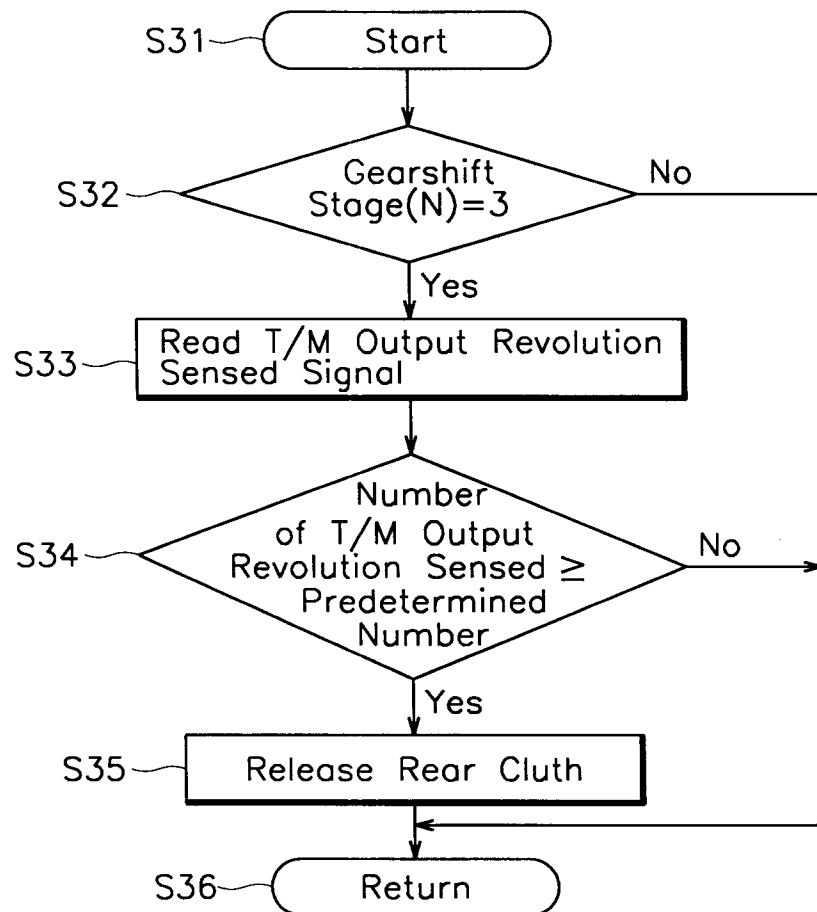 S31
Start
S32
Gearshift
Stage(N)=3
No
Yes
S33
Read T/M Output Revolution
Sensed Signal
S34
Number
of T/M Output
Revolution Sensed ≥
Predetermined
Number
No
Yes
S35
Release Rear Cluth
S36
Return